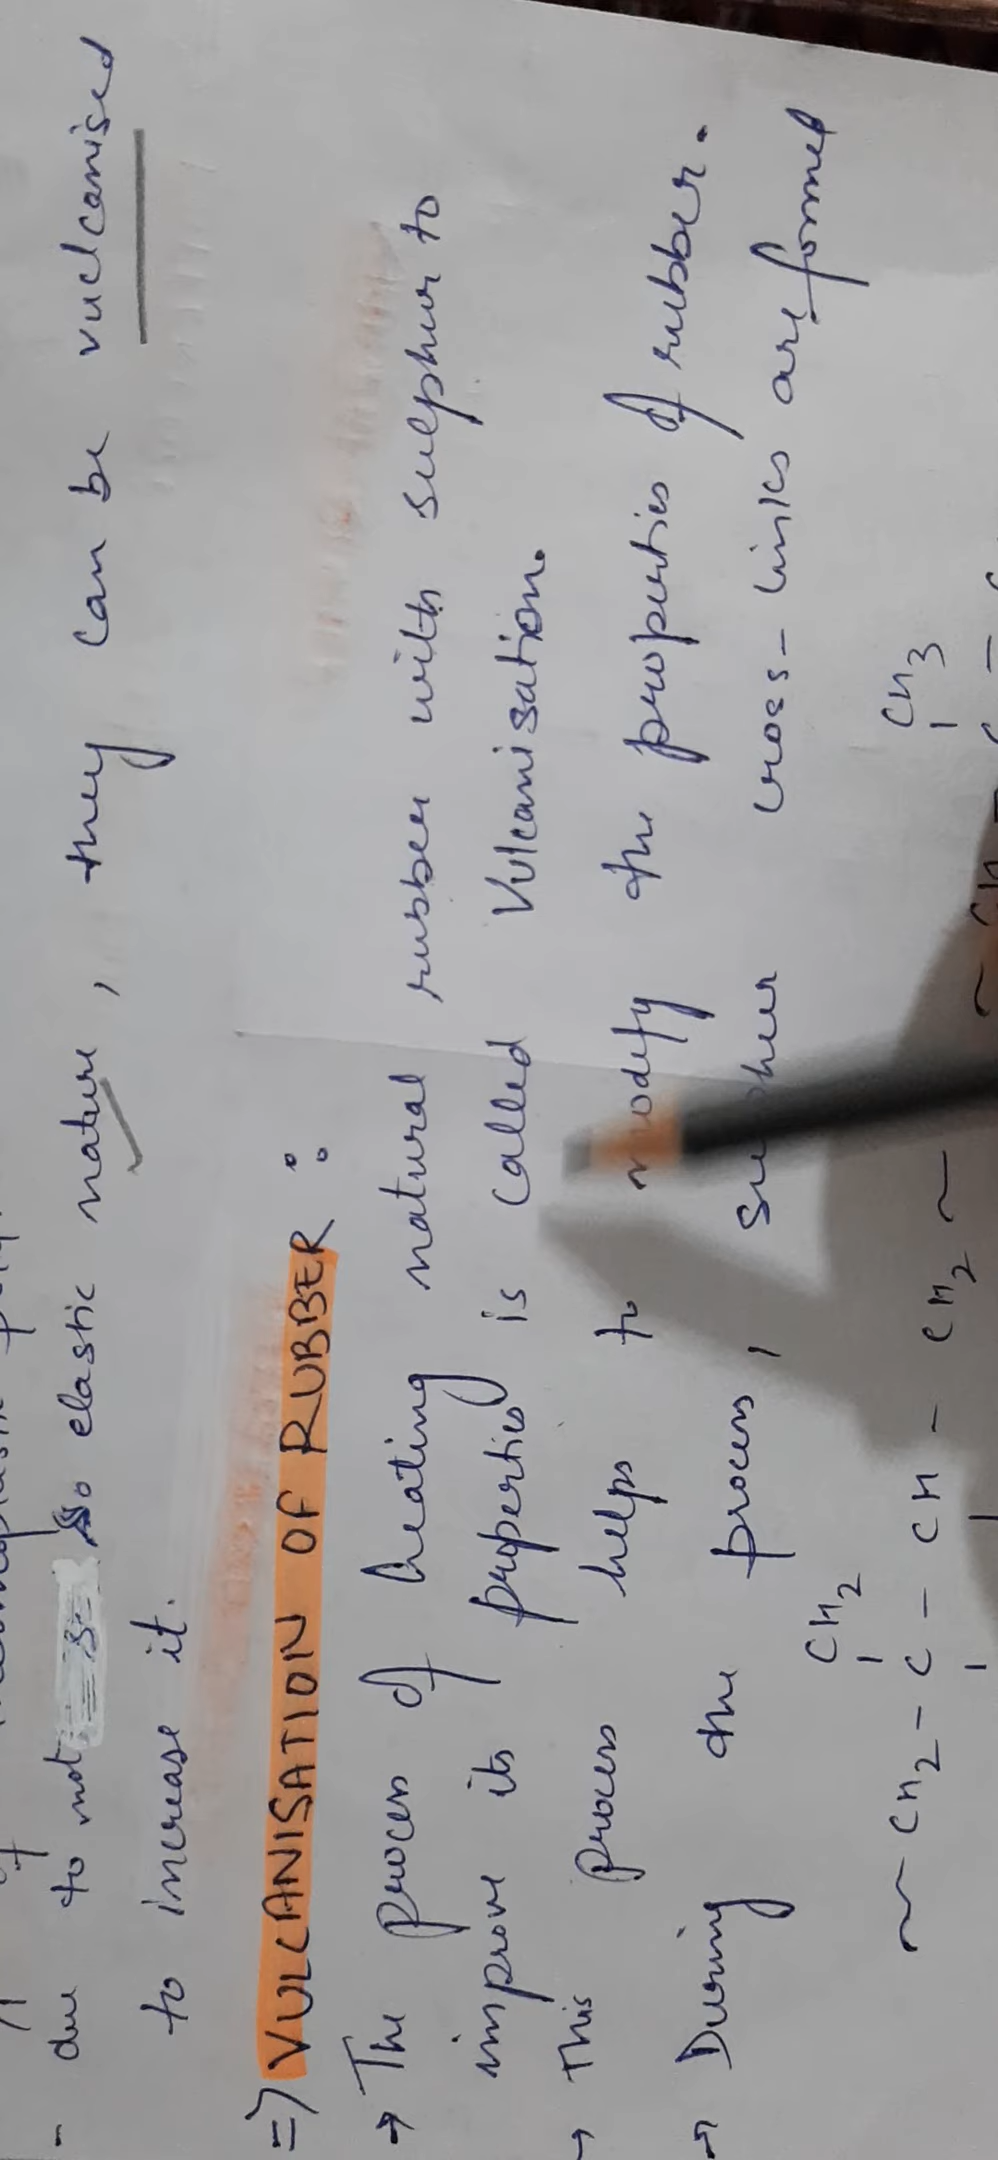 - due to not so elastic nature, they can be vuclcanised
to increase it.
=> VULCANISATION OF RUBBER :
→ The process of heating natural rubber with sulphur to
improve its properties is called Vulcanisation.
→ This process helps to modify the properties of rubber.
→ During the process, sulpher cross-links are formed
CH2 CH3
~ CH2 - C - CH - CH2 ~